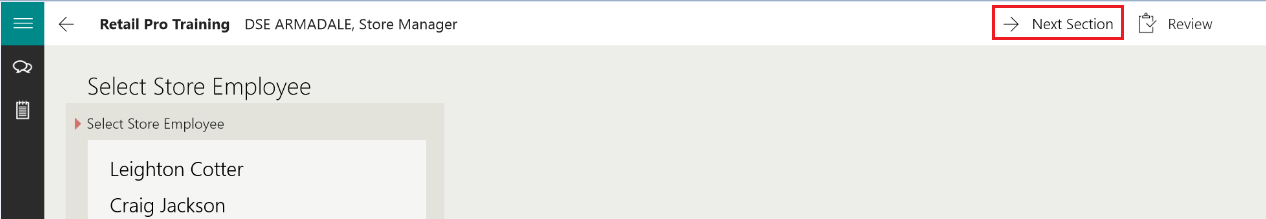 Retail Pro Training DSE ARMADALE, Store Manager Next Section Review
Select Store Employee
Select Store Employee
Leighton Cotter
Craig Jackson